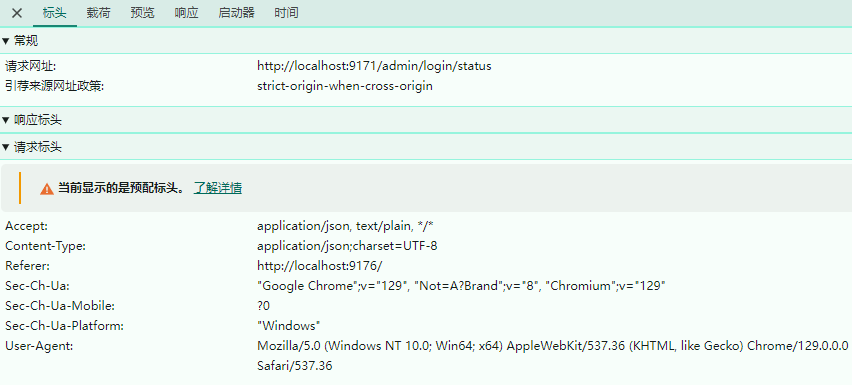 标头 载荷 预览 响应 启动器 时间
常规
请求网址: http://localhost:9171/admin/login/status
引荐来源网址政策: strict-origin-when-cross-origin
响应标头
请求标头
当前显示的是预配标头。 了解详情
Accept: application/json, text/plain, */*
Content-Type: application/json;charset=UTF-8
Referer: http://localhost:9176/
Sec-Ch-Ua: "Google Chrome";v="129", "Not=A?Brand";v="8", "Chromium";v="129"
Sec-Ch-Ua-Mobile: ?0
Sec-Ch-Ua-Platform: "Windows"
User-Agent: Mozilla/5.0 (Windows NT 10.0; Win64; x64) AppleWebKit/537.36 (KHTML, like Gecko) Chrome/129.0.0.0
Safari/537.36